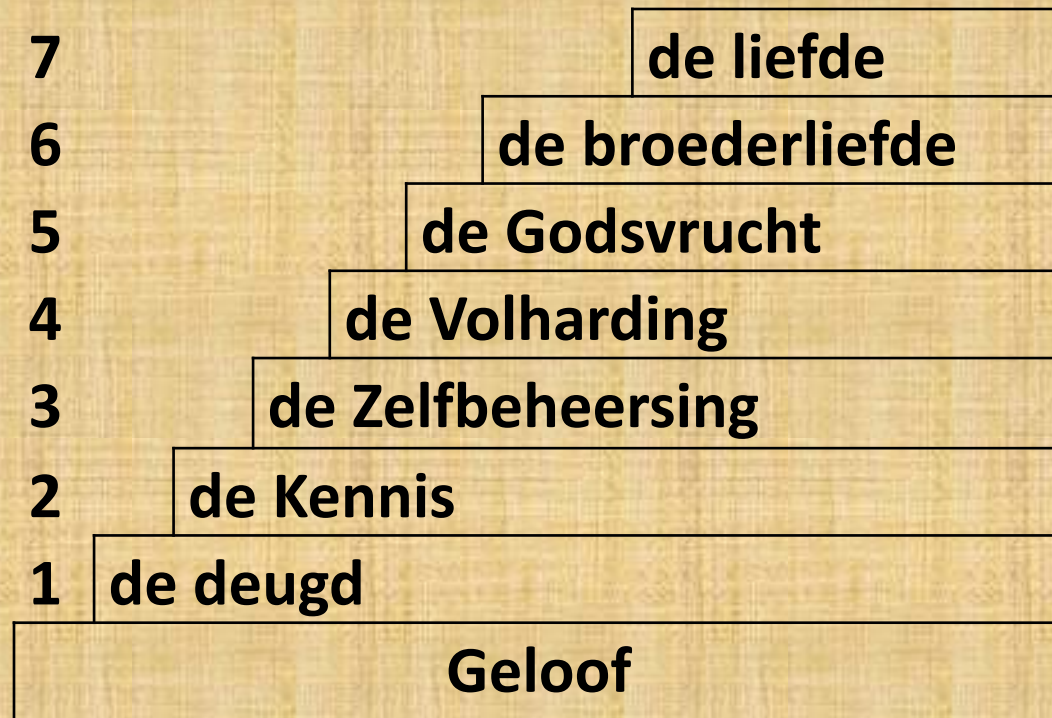 7 de liefde
6 de broederliefde
5 de Godsvrucht
4 de Volharding
3 de Zelfbeheersing
2 de Kennis
1 de deugd
Geloof